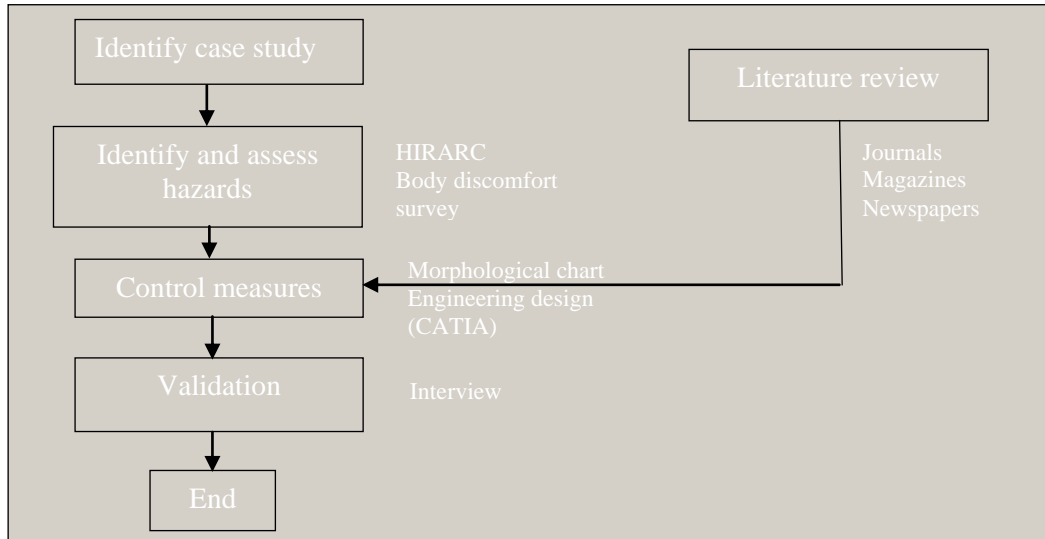 Identify case study
Literature review
Identify and assess
hazards
HIRARC
Body discomfort
survey
Journals
Magazines
Newspapers
Control measures
Morphological chart
Engineering design
(CATIA)
Validation
Interview
End